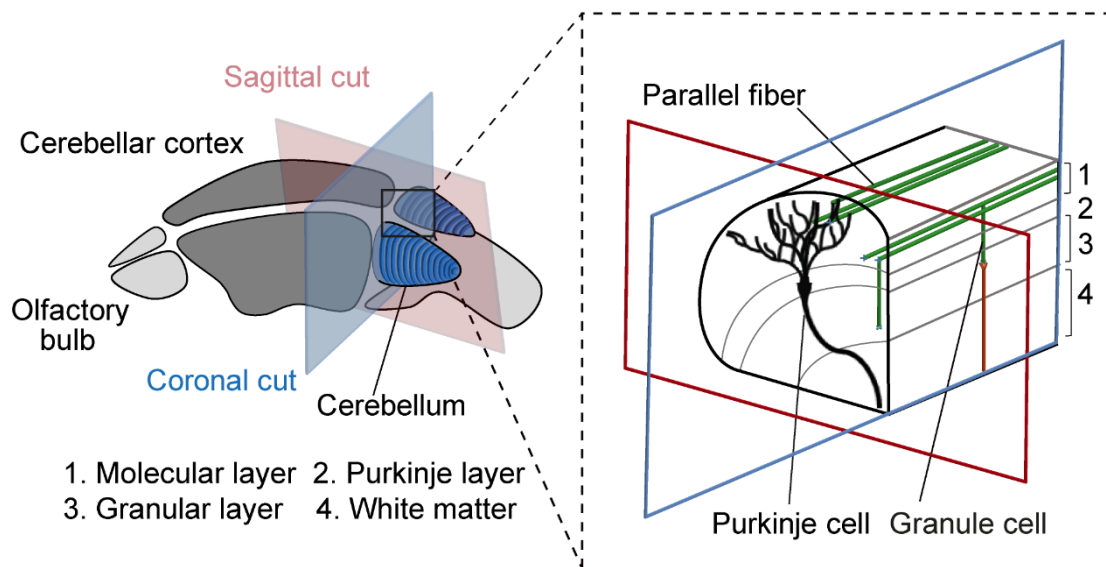 Sagittal cut
Cerebellar cortex
Olfactory
bulb
Coronal cut
Cerebellum
1. Molecular layer 2. Purkinje layer
3. Granular layer 4. White matter
Parallel fiber
1
2
3
4
Purkinje cell Granule cell